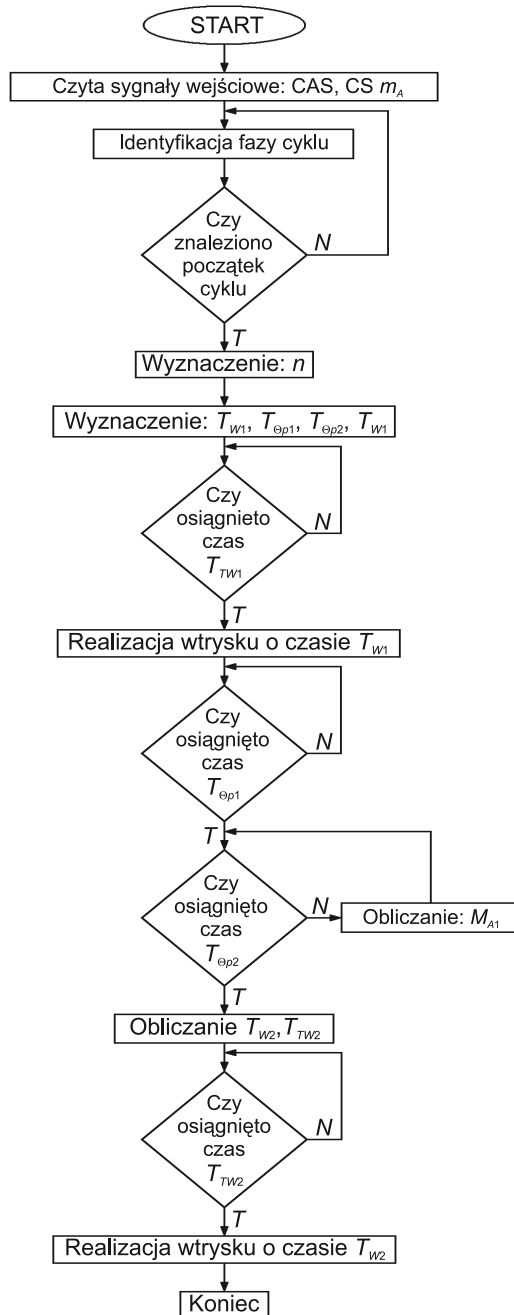 START
Czyta sygnały wejściowe: CAS, CS m_A
Identyfikacja fazy cyklu
Czy
znaleziono
początek
cyklu
N
T
Wyznaczenie: n
Wyznaczenie: T_W1, T_Θp1, T_Θp2, T_W1
Czy
osiągnieto
czas
T_TW1
N
T
Realizacja wtrysku o czasie T_W1
Czy
osiągnięto
czas
T_Θp1
N
T
Czy
osiągnięto
czas
T_Θp2
N
Obliczanie: M_A1
T
Obliczanie T_W2, T_TW2
Czy
osiągnięto
czas
T_TW2
N
T
Realizacja wtrysku o czasie T_W2
Koniec